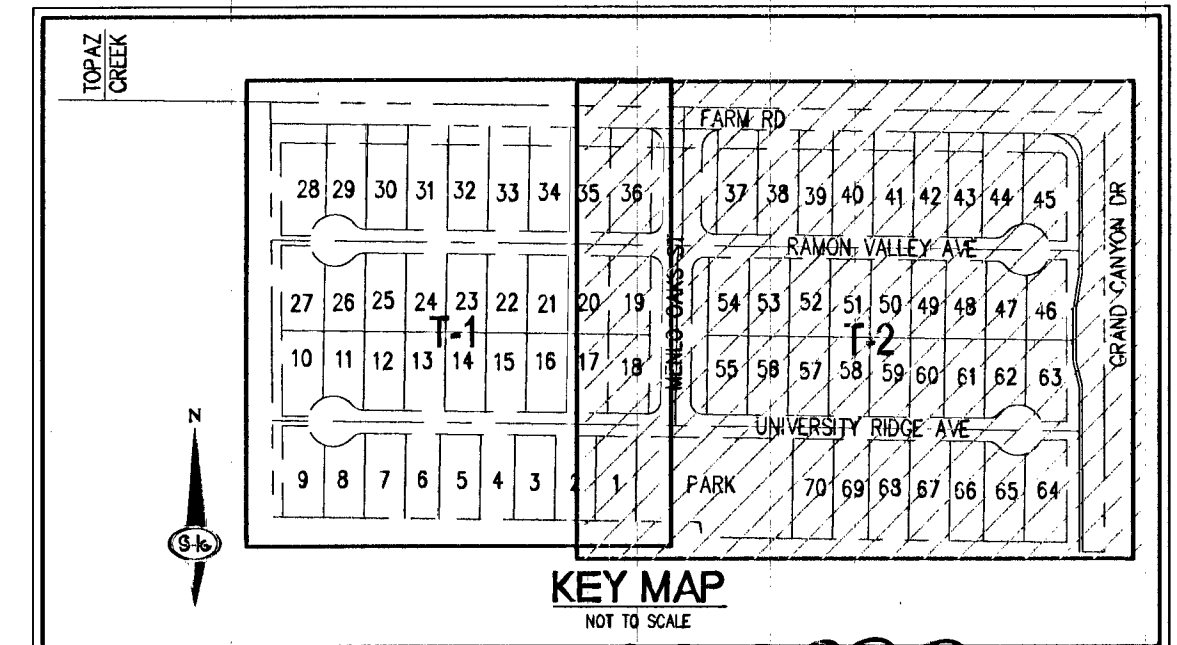 TOPAZ
CREEK
FARM RD
28 29 30 31 32 33 34 35 36 37 38 39 40 41 42 43 44 45
GRAND CANYON DR
RAMON VALLEY AVE
MENLO OAKS ST
27 26 25 24 23 22 21 20 19 54 53 52 51 50 49 48 47 46
T-1 T-2
10 11 12 13 14 15 16 17 18 55 56 57 58 59 60 61 62 63
UNIVERSITY RIDGE AVE
N
9 8 7 6 5 4 3 2 1 PARK 70 69 68 67 66 65 64
S-k
KEY MAP
NOT TO SCALE